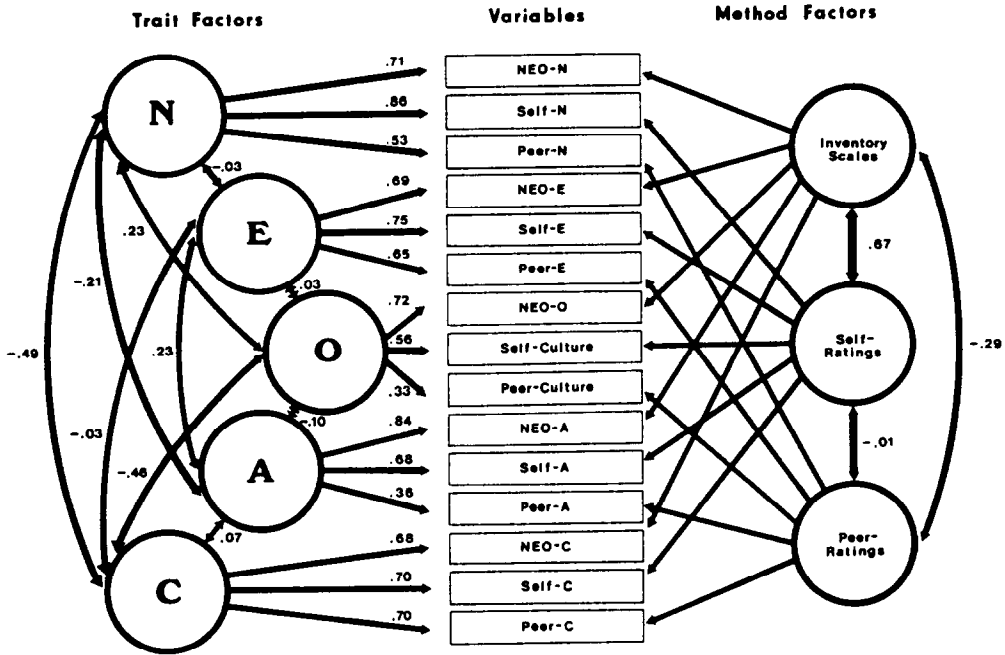 Trait Factors
Variables
Method Factors
N
E
O
A
C
.71
.86
.53
-.03
.69
.75
.65
.03
.72
.56
.33
-.10
.84
.68
.36
.07
.68
.70
.70
.23
-.21
-.49
.23
-.03
-.46
NEO-N
Self-N
Peer-N
NEO-E
Self-E
Peer-E
NEO-O
Self-Culture
Peer-Culture
NEO-A
Self-A
Peer-A
NEO-C
Self-C
Peer-C
Inventory
Scales
.67
Self-
Ratings
-.01
Peer-
Ratings
-.29